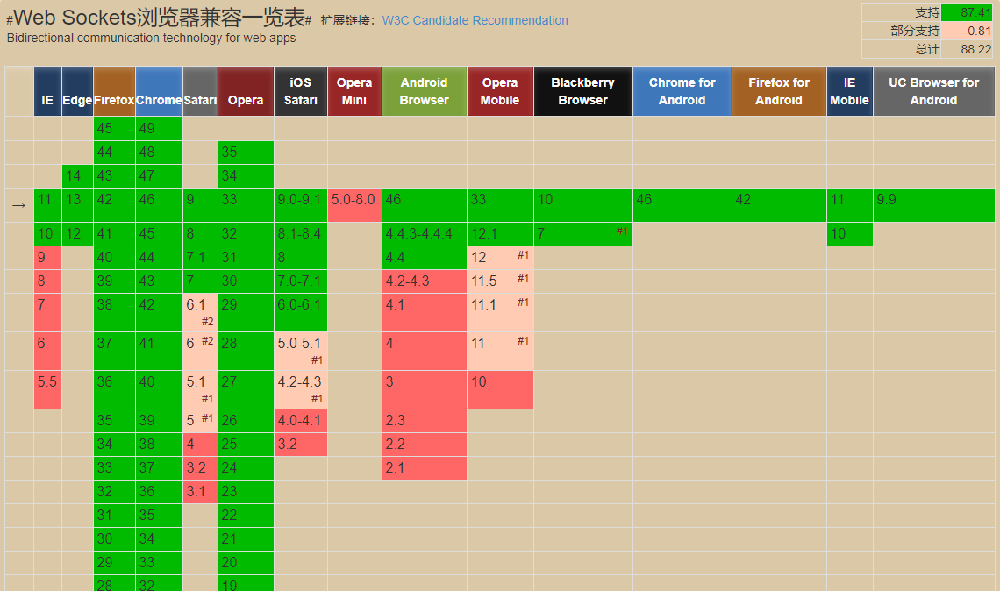 #Web Sockets浏览器兼容一览表# 扩展链接：W3C Candidate Recommendation
Bidirectional communication technology for web apps
支持 87.41
部分支持 0.81
总计 88.22
IE Edge Firefox Chrome Safari Opera iOS Safari Opera Mini Android Browser Opera Mobile Blackberry Browser Chrome for Android Firefox for Android IE Mobile UC Browser for Android
45 49
44 48 35
14 43 47 34
→ 11 13 42 46 9 33 9.0-9.1 5.0-8.0 46 33 10 46 42 11 9.9
10 12 41 45 8 32 8.1-8.4 4.4.3-4.4.4 12.1 7 #1 10
9 40 44 7.1 31 8 4.4 12 #1
8 39 43 7 30 7.0-7.1 4.2-4.3 11.5 #1
7 38 42 6.1 #2 29 6.0-6.1 4.1 11.1 #1
6 37 41 6 #2 28 5.0-5.1 #1 4 11 #1
5.5 36 40 5.1 #1 27 4.2-4.3 #1 3 10
35 39 5 #1 26 4.0-4.1 2.3
34 38 4 25 3.2 2.2
33 37 3.2 24 2.1
32 36 3.1 23
31 35 22
30 34 21
29 33 20
28 32 19